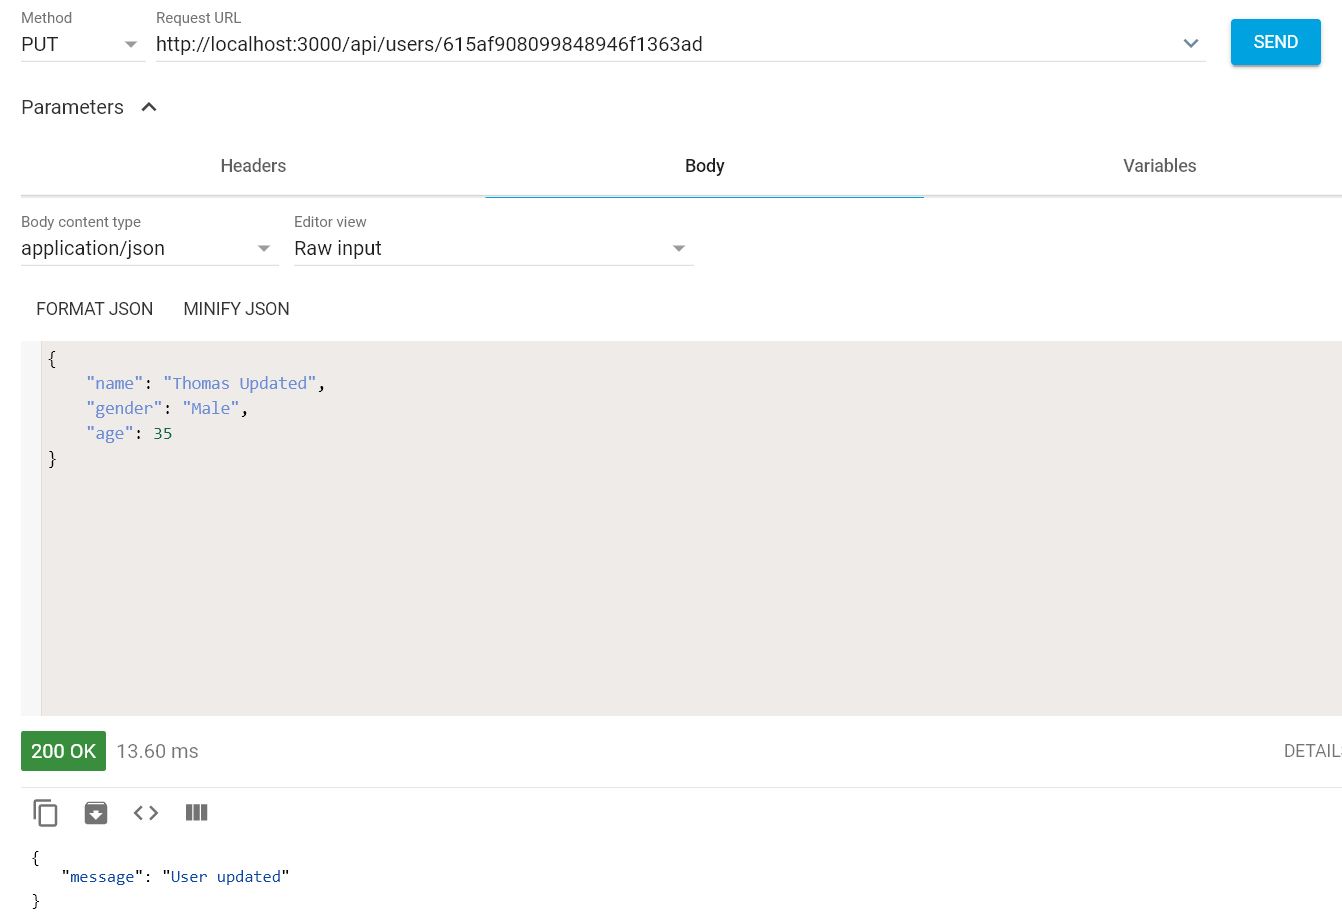 Method
Request URL
PUT
http://localhost:3000/api/users/615af908099848946f1363ad
SEND
Parameters
Headers
Body
Variables
Body content type
Editor view
application/json
Raw input
FORMAT JSON
MINIFY JSON
{
"name": "Thomas Updated",
"gender": "Male",
"age": 35
}
200 OK
13.60 ms
DETAIL
{
"message": "User updated"
}